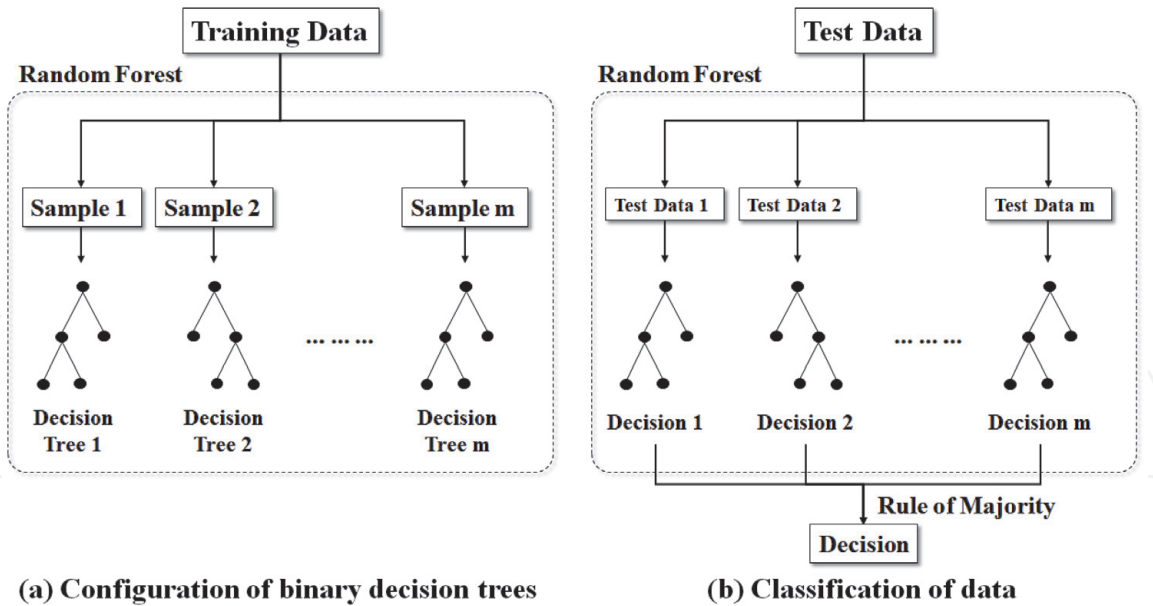 Training Data
Random Forest
Sample 1
Sample 2
Sample m
... ... ...
Decision
Tree 1
Decision
Tree 2
Decision
Tree m
(a) Configuration of binary decision trees
Test Data
Random Forest
Test Data 1
Test Data 2
Test Data m
... ... ...
Decision 1
Decision 2
Decision m
Rule of Majority
Decision
(b) Classification of data